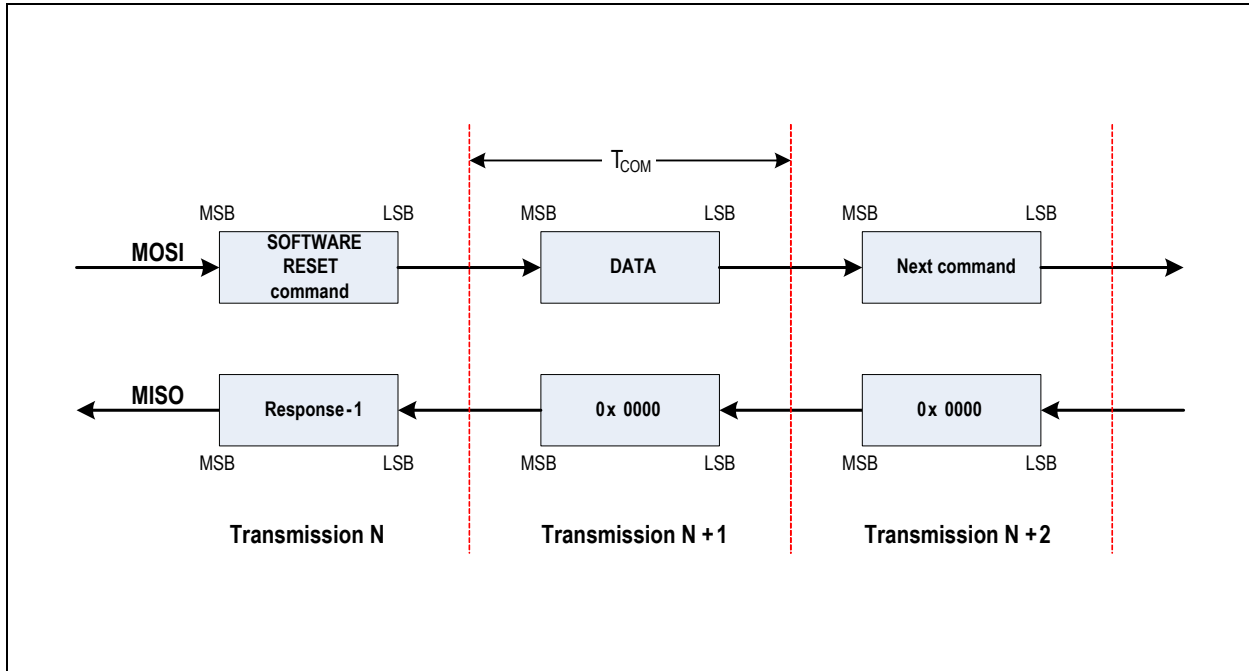 TCOM
MSB LSB MSB LSB MSB LSB
MOSI
SOFTWARE
RESET
command
DATA
Next command
MISO
Response-1
0x 0000
0x 0000
MSB LSB MSB LSB MSB LSB
Transmission N
Transmission N+1
Transmission N+2